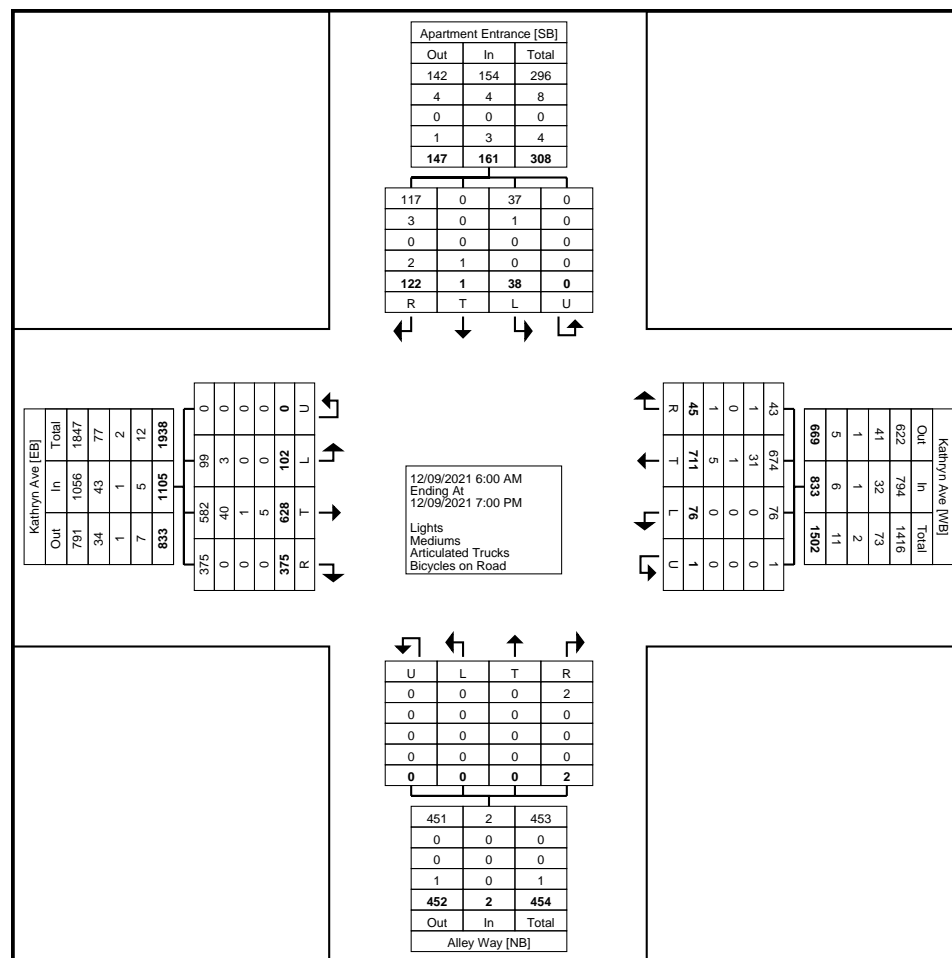 Apartment Entrance [SB]
Out In Total
142 154 296
4 4 8
0 0 0
1 3 4
147 161 308
117 0 37 0
3 0 1 0
0 0 0 0
2 1 0 0
122 1 38 0
R T L U
Kathryn Ave [EB]
Total In Out
1847 1056 791
77 43 34
2 1 1
12 5 7
1938 1105 833
0 99 582 375
0 3 40 0
0 0 1 0
0 0 5 0
0 102 628 375
U L T R
12/09/2021 6:00 AM
Ending At
12/09/2021 7:00 PM
Lights
Mediums
Articulated Trucks
Bicycles on Road
R T L U
45 711 76 1
1 5 0 0
0 1 0 0
1 31 0 0
43 674 76 1
Kathryn Ave [WB]
Out In Total
622 794 1416
41 32 73
1 1 2
5 6 11
669 833 1502
U L T R
0 0 0 2
0 0 0 0
0 0 0 0
0 0 0 0
0 0 0 2
451 2 453
0 0 0
0 0 0
1 0 1
452 2 454
Out In Total
Alley Way [NB]